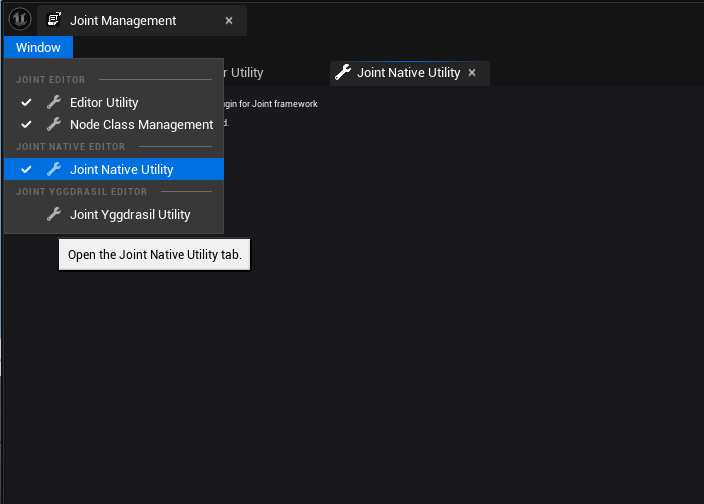 Joint Management
Window
r Utility
Joint Native Utility
JOINT EDITOR
Editor Utility
ugin for Joint framework
Node Class Management
d.
JOINT NATIVE EDITOR
Joint Native Utility
JOINT YGGDRASIL EDITOR
Joint Yggdrasil Utility
Open the Joint Native Utility tab.